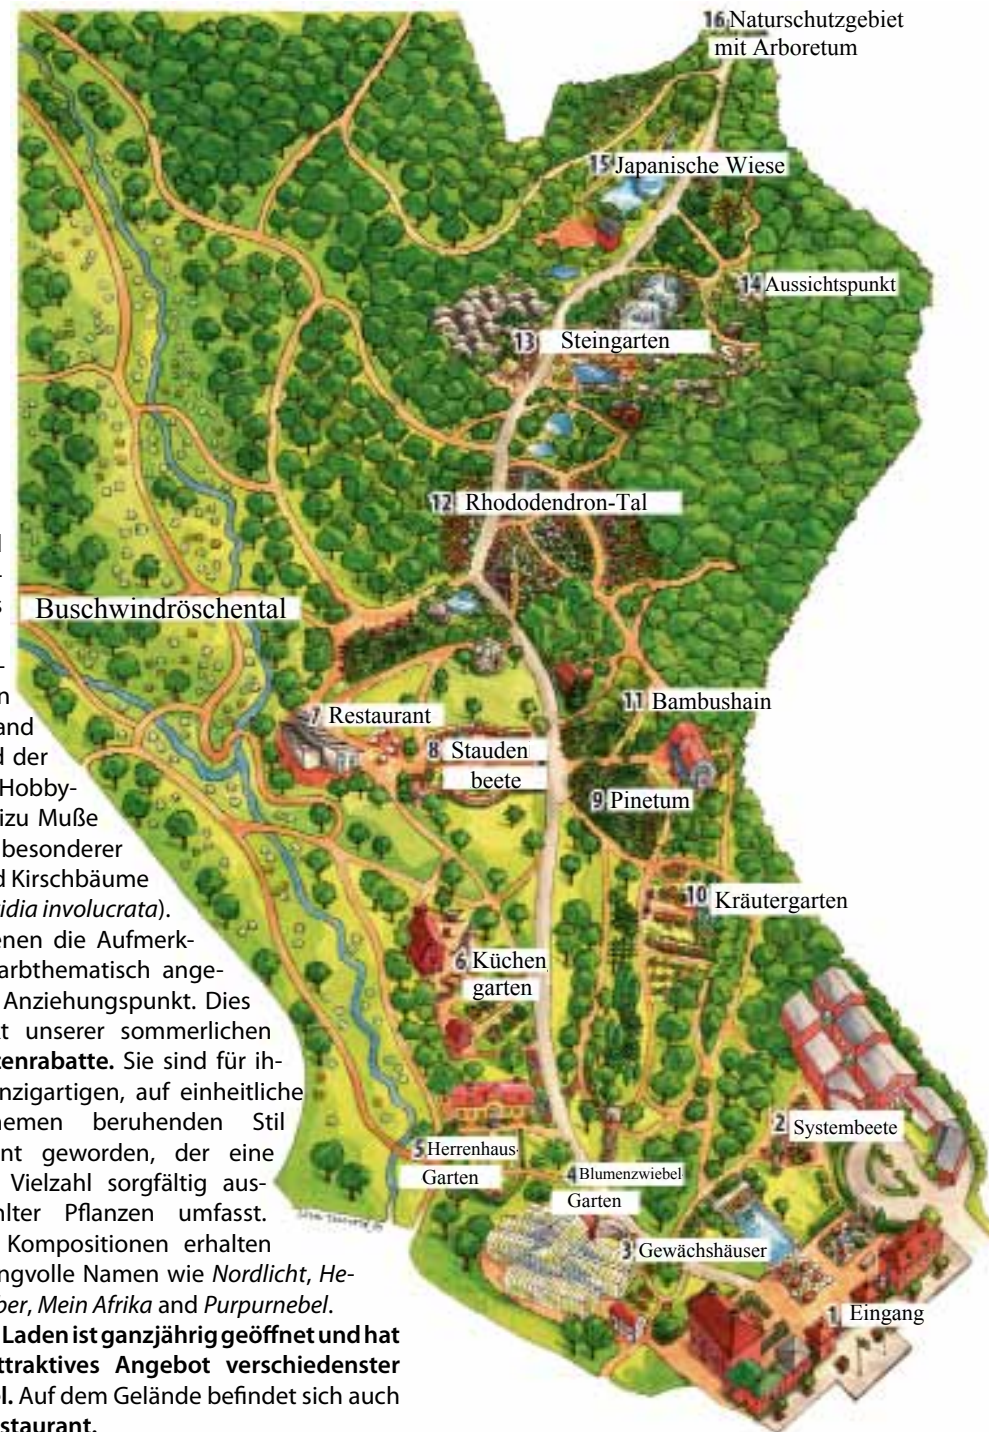 16 Naturschutzgebiet
mit Arboretum
15 Japanische Wiese
14 Aussichtspunkt
13 Steingarten
12 Rhododendron-Tal
Buschwindröschental
11 Bambushain
7 Restaurant
8 Stauden
beete
9 Pinetum
10 Kräutergarten
6 Küchen
garten
2 Systembeete
5 Herrenhaus-
Garten
4 Blumenzwiebel-
Garten
3 Gewächshäuser
1 Eingang
and
der
Hobby-
izu Muße
besonderer
d Kirschbäume
idia involucrata).
enen die Aufmerk-
arbthematisch ange-
Anziehungspunkt. Dies
t unserer sommerlichen
tenrabatte. Sie sind für ih-
nzigartigen, auf einheitliche
emen beruhenden Stil
nt geworden, der eine
Vielzahl sorgfältig aus-
hlter Pflanzen umfasst.
Kompositionen erhalten
ngvolle Namen wie Nordlicht, He-
ber, Mein Afrika and Purpurnebel.
Laden ist ganzjährig geöffnet und hat
ttraktives Angebot verschiedenster
l. Auf dem Gelände befindet sich auch
staurant.